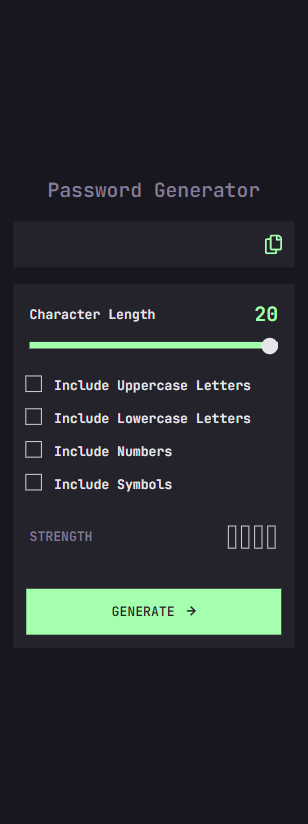 Password Generator
Character Length 20
Include Uppercase Letters
Include Lowercase Letters
Include Numbers
Include Symbols
STRENGTH
GENERATE →